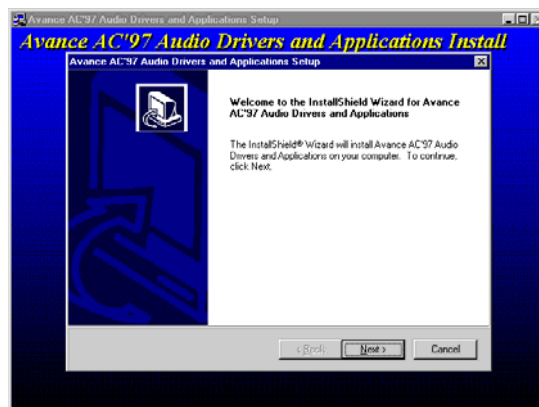 Avance AC'97 Audio Drivers and Applications Setup
Avance AC'97 Audio Drivers and Applications Install
Avance AC'97 Audio Drivers and Applications Setup
Welcome to the InstallShield Wizard for Avance
AC'97 Audio Drivers and Applications
The InstallShield® Wizard will install Avance AC'97 Audio
Drivers and Applications on your computer. To continue,
click Next.
< Back
Next >
Cancel